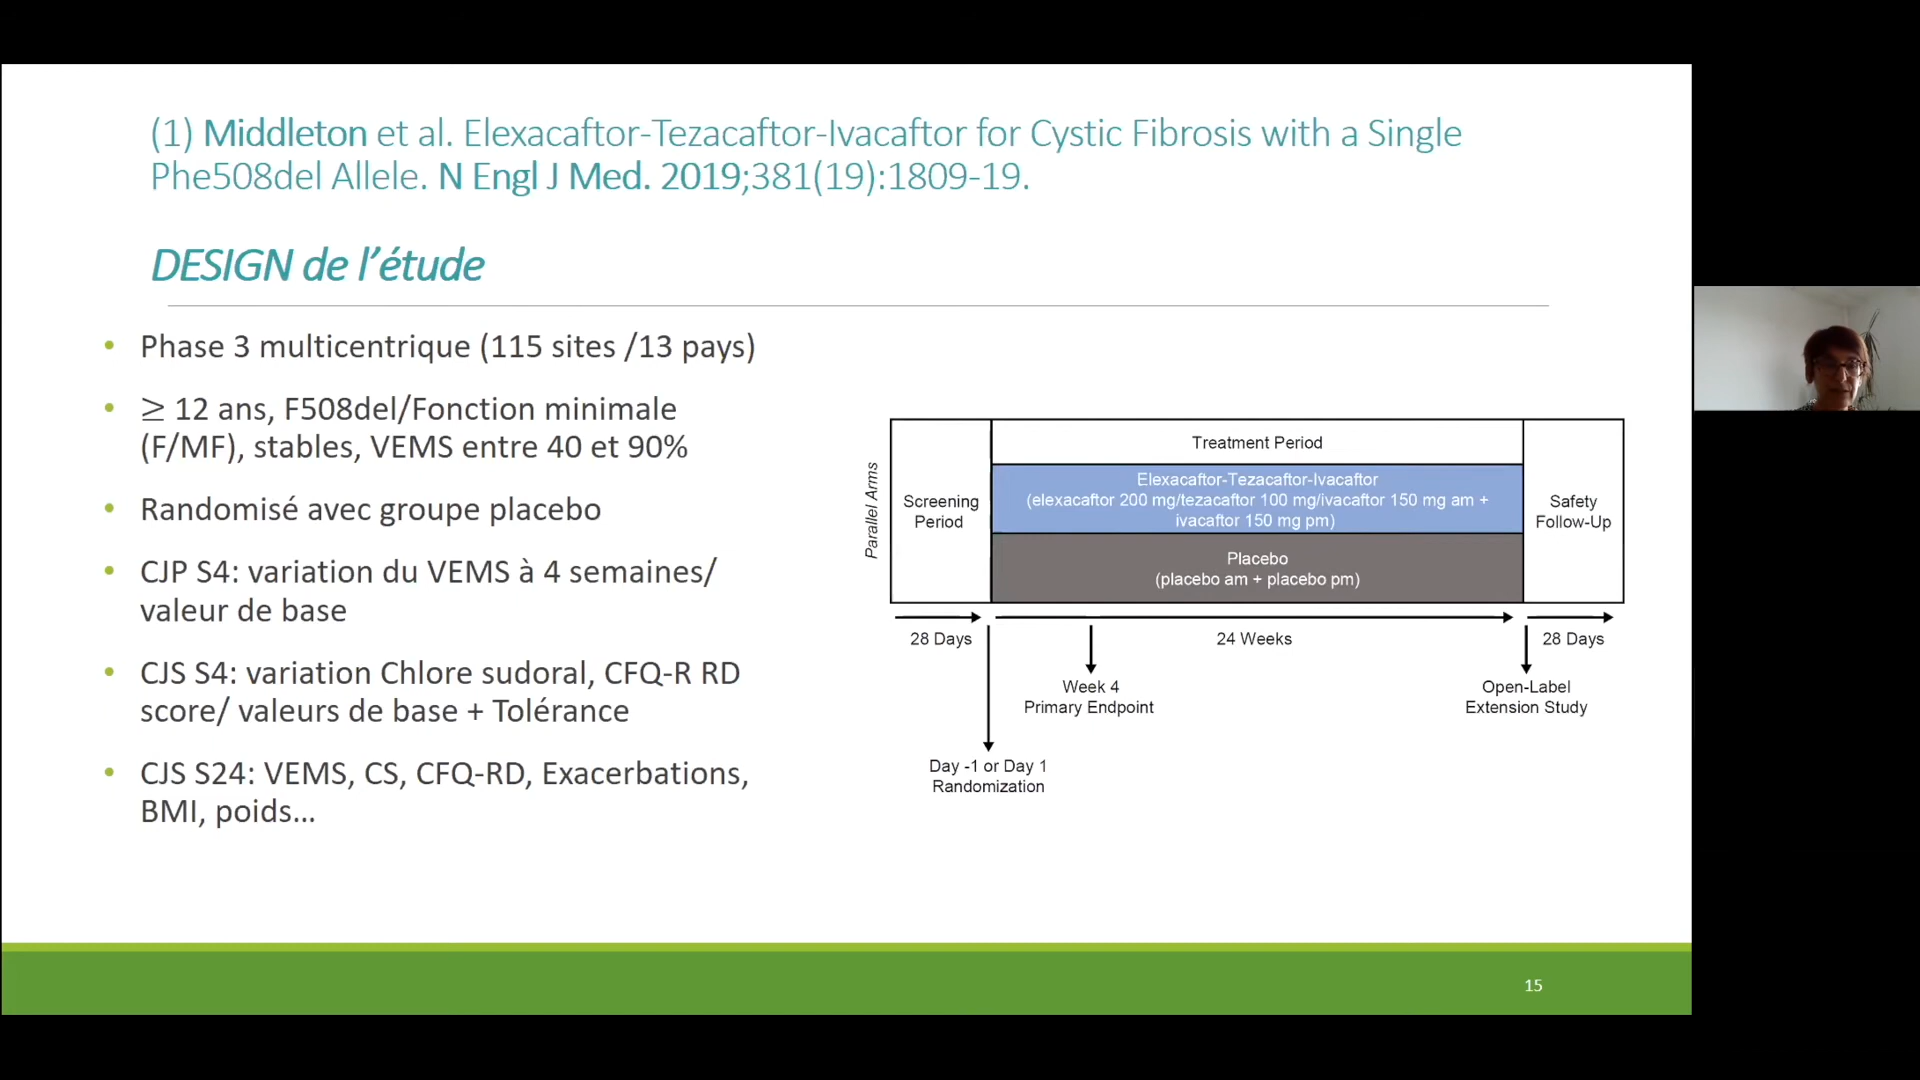 (1) Middleton et al. Elexacaftor-Tezacaftor-Ivacaftor for Cystic Fibrosis with a Single
Phe508del Allele. N Engl J Med. 2019;381(19):1809-19.
DESIGN de l’étude
• Phase 3 multicentrique (115 sites /13 pays)
• ≥ 12 ans, F508del/Fonction minimale
(F/MF), stables, VEMS entre 40 et 90%
• Randomisé avec groupe placebo
• CJP S4: variation du VEMS à 4 semaines/
valeur de base
• CJS S4: variation Chlore sudoral, CFQ-R RD
score/ valeurs de base + Tolérance
• CJS S24: VEMS, CS, CFQ-RD, Exacerbations,
BMI, poids…
Parallel Arms
Screening
Period
Treatment Period
Elexacaftor-Tezacaftor-Ivacaftor
(elexacaftor 200 mg/tezacaftor 100 mg/ivacaftor 150 mg am +
ivacaftor 150 mg pm)
Placebo
(placebo am + placebo pm)
Safety
Follow-Up
28 Days
24 Weeks
28 Days
Week 4
Primary Endpoint
Open-Label
Extension Study
Day -1 or Day 1
Randomization
15